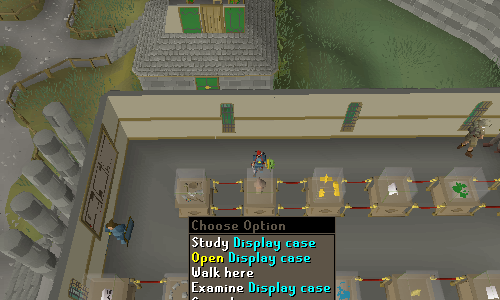 Choose Option
Study Display case
Open Display case
Walk here
Examine Display case